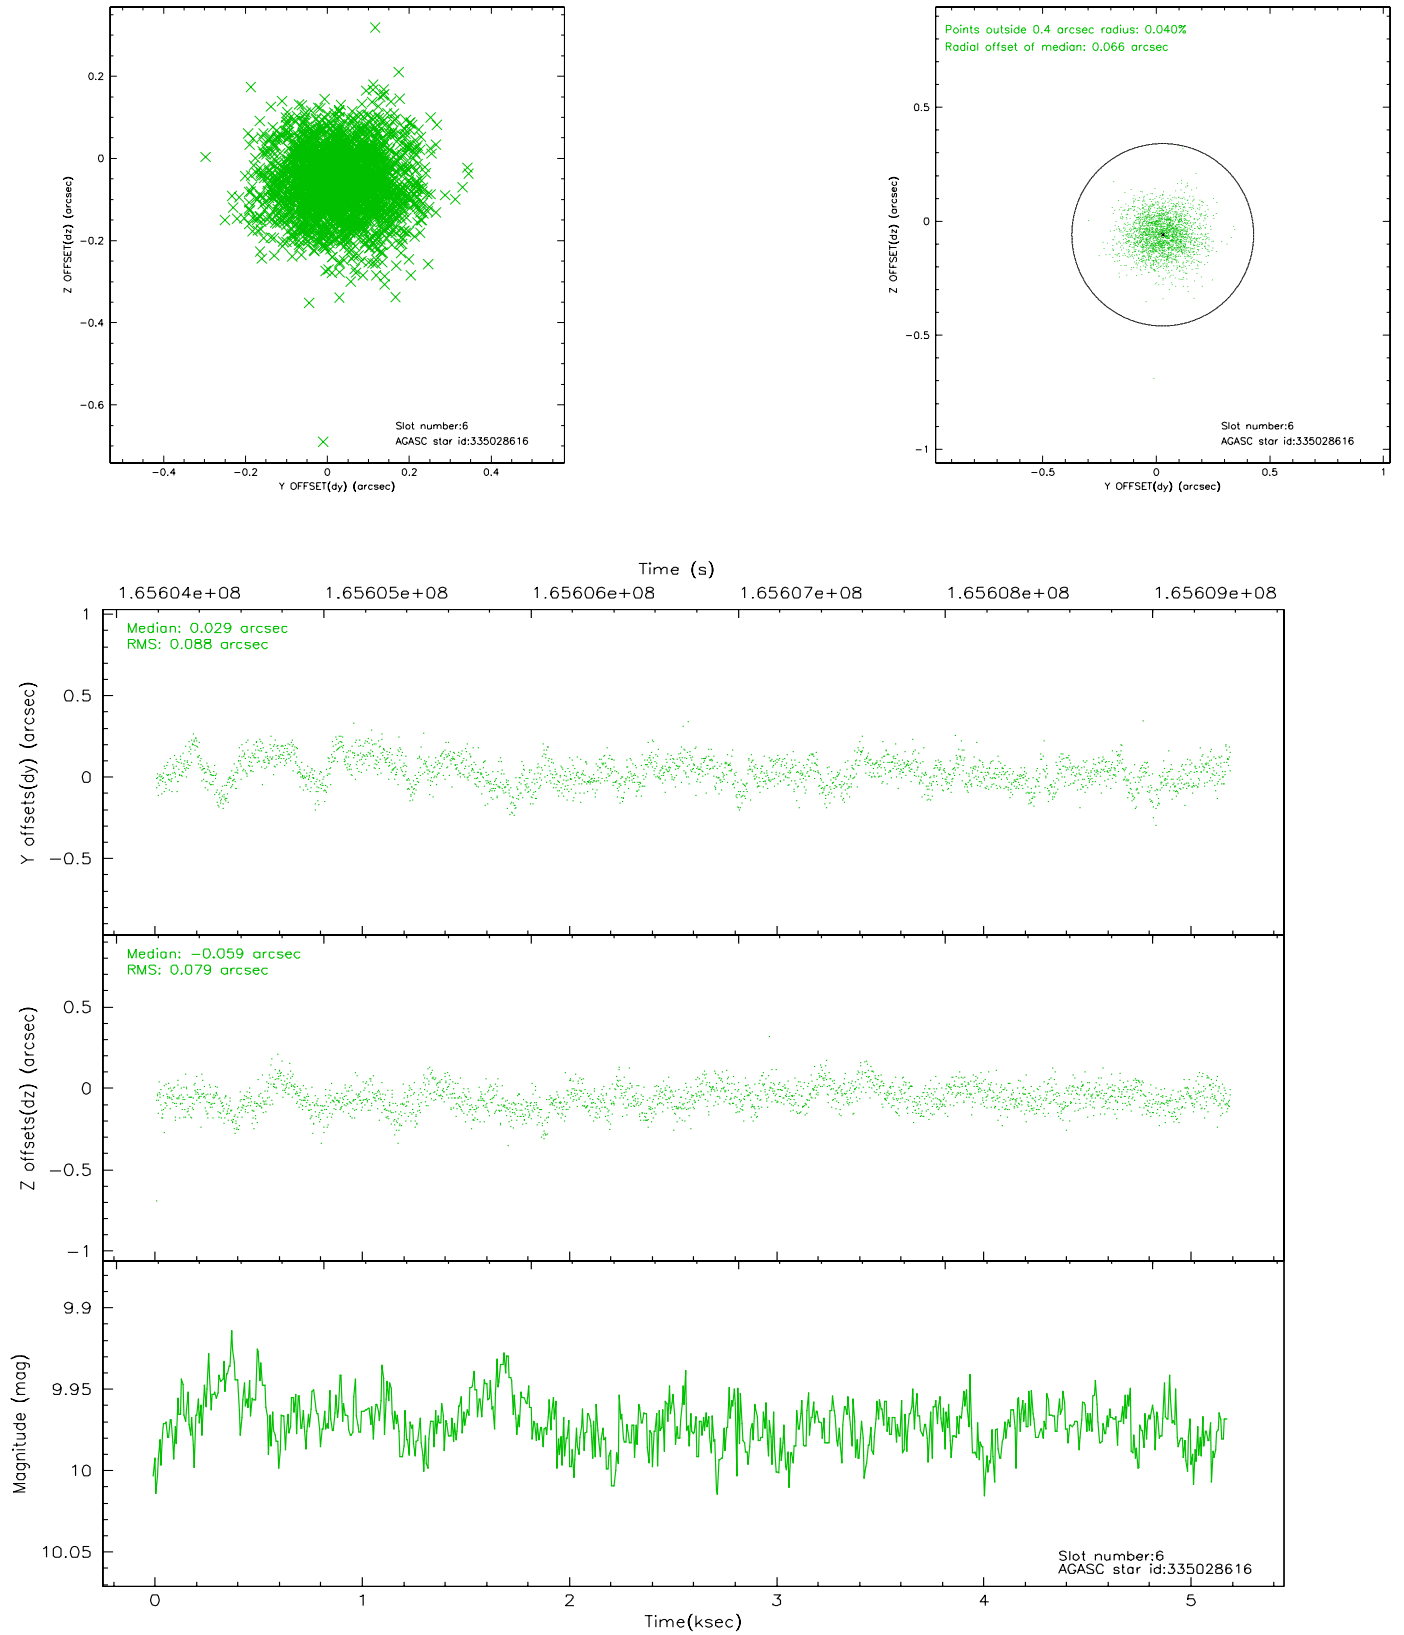 0.2
0
−0.2
−0.4
−0.6
Z OFFSET(dz) (arcsec)
Slot number:6
AGASC star id:335028616
−0.4
−0.2
0
0.2
0.4
Y OFFSET(dy) (arcsec)
Points outside 0.4 arcsec radius: 0.040%
Radial offset of median: 0.066 arcsec
0.5
0
−0.5
−1
Z OFFSET(dz) (arcsec)
Slot number:6
AGASC star id:335028616
−0.5
0
0.5
1
Y OFFSET(dy) (arcsec)
Time (s)
1.65604e+08
1.65605e+08
1.65606e+08
1.65607e+08
1.65608e+08
1.65609e+08
Median: 0.029 arcsec
RMS: 0.088 arcsec
1
0.5
0
−0.5
Y offsets(dy) (arcsec)
Median: −0.059 arcsec
RMS: 0.079 arcsec
0.5
0
−0.5
−1
Z offsets(dz) (arcsec)
9.9
9.95
10
10.05
Magnitude (mag)
Slot number:6
AGASC star id:335028616
0
1
2
3
4
5
Time(ksec)